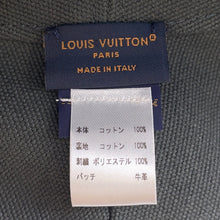 LOUIS VUITTON
PARIS
MADE IN ITALY
本体 コットン 100%
裏地 コットン 100%
刺繍 ポリエステル 100%
パッチ 牛革